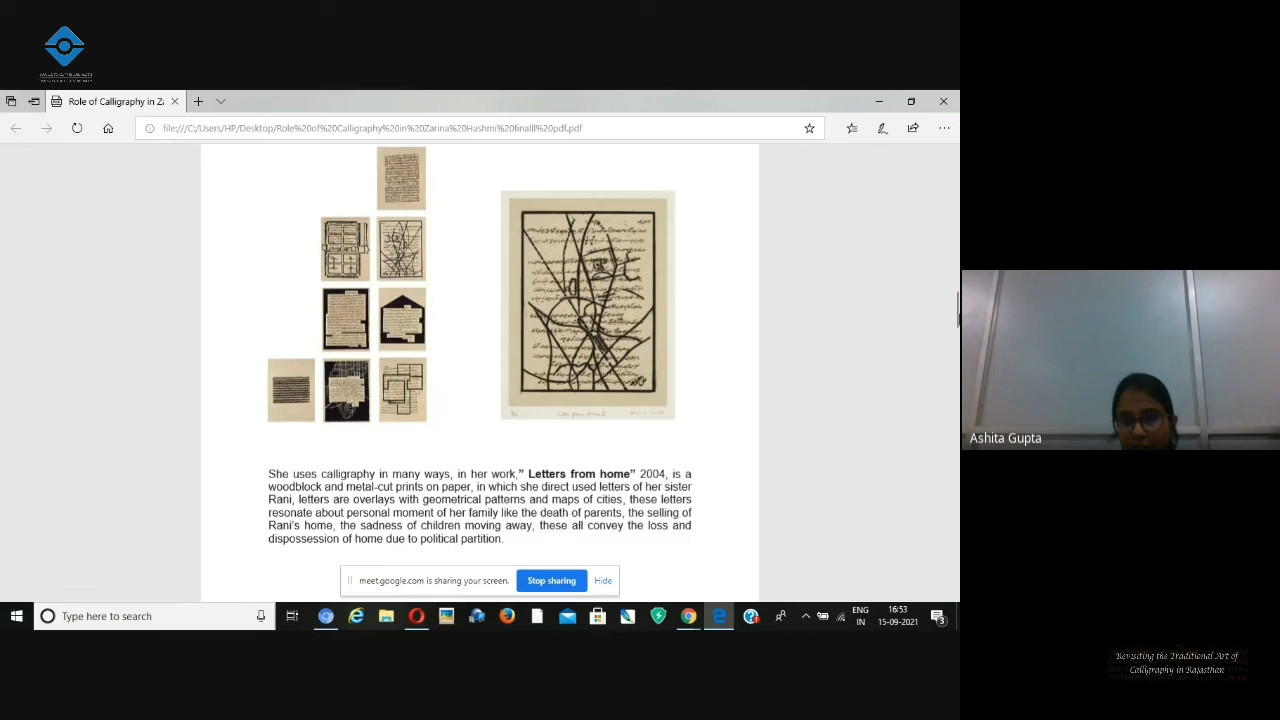 Role of Calligraphy in Za
file:///C:/Users/HP/Desktop/Role%20of%20Calligraphy%20in%20Zarina%20Hashmi%20finalll%20pdf.pdf
She uses calligraphy in many ways, in her work,” Letters from home” 2004, is a
woodblock and metal-cut prints on paper, in which she direct used letters of her sister
Rani, letters are overlays with geometrical patterns and maps of cities, these letters
resonate about personal moment of her family like the death of parents, the selling of
Rani’s home, the sadness of children moving away, these all convey the loss and
dispossession of home due to political partition.
meet.google.com is sharing your screen. Stop sharing Hide
Type here to search
ENG
IN
16:53
15-09-2021
3
Ashita Gupta
Revisiting the Traditional Art of
Calligraphy in Rajasthan